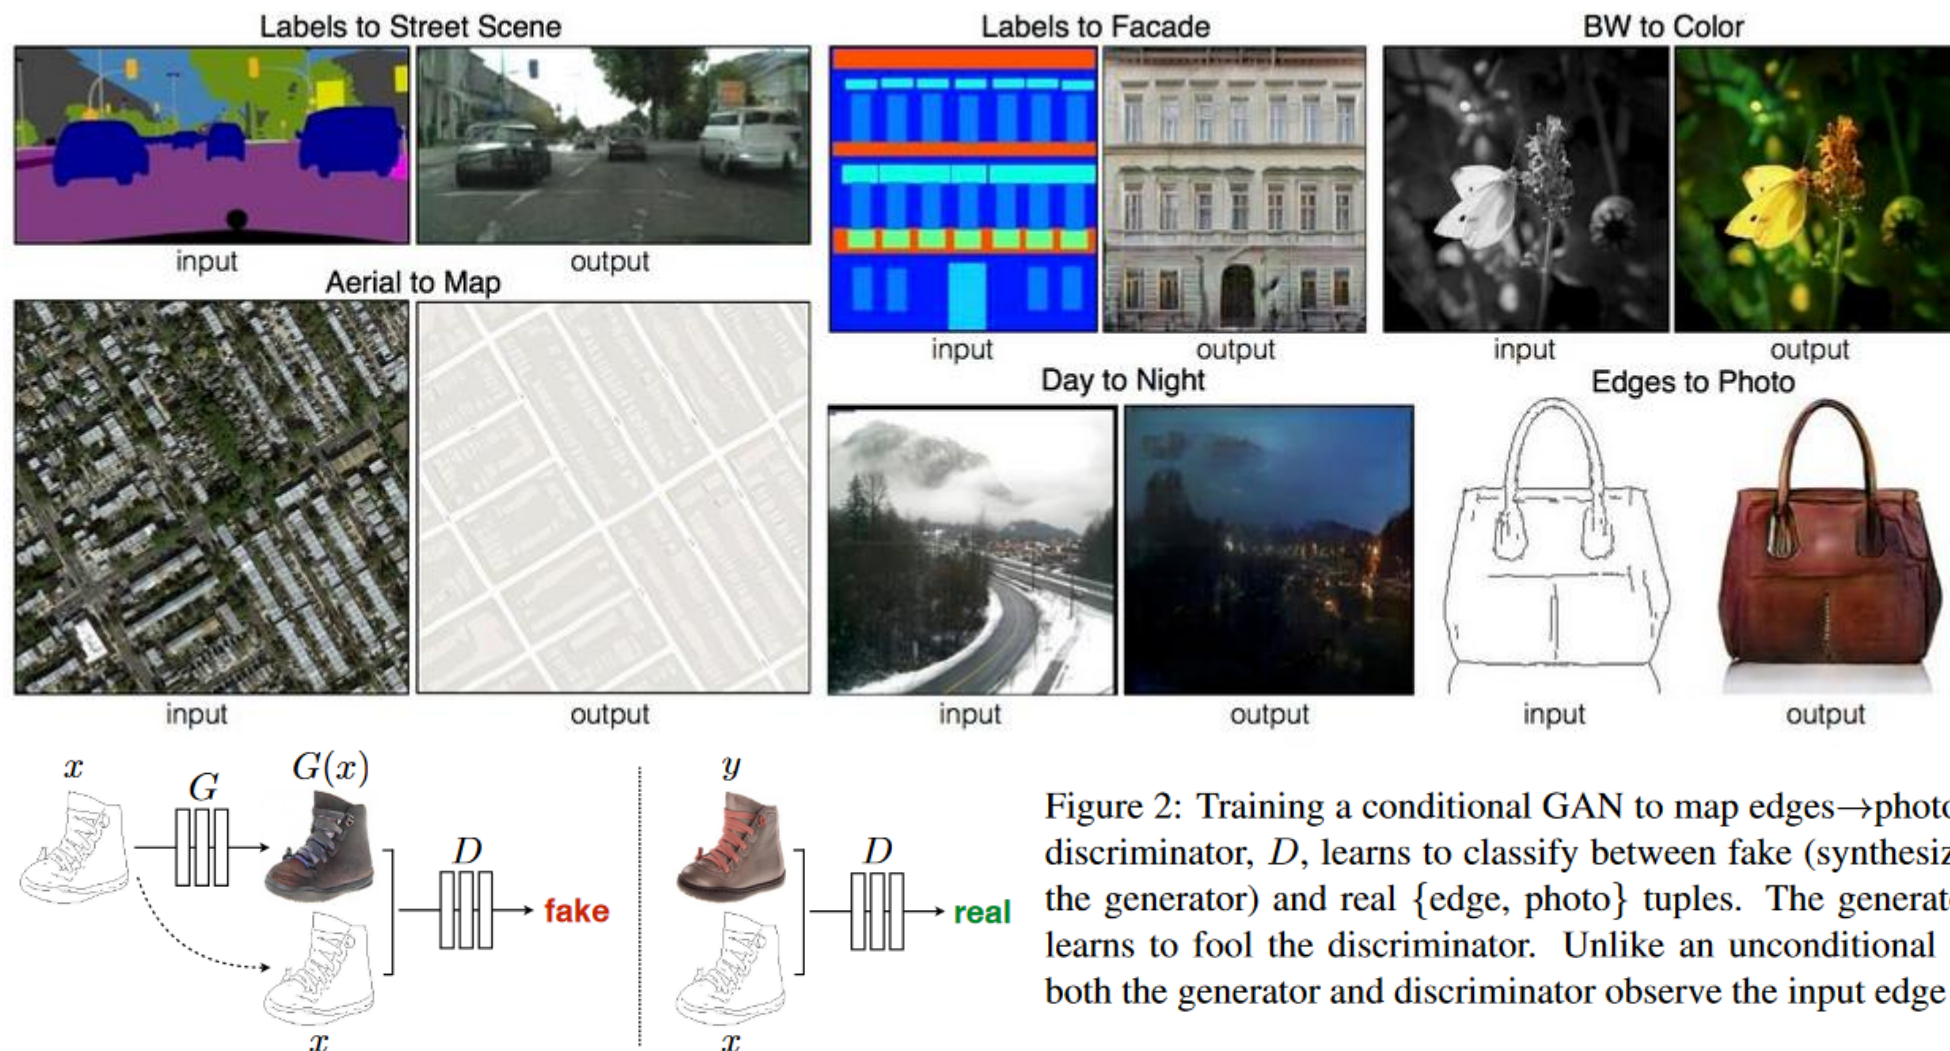 Labels to Street Scene
input
output
Labels to Facade
input
output
BW to Color
input
output
Aerial to Map
input
output
Day to Night
input
output
Edges to Photo
input
output
x
G
G(x)
D
fake
x
y
D
real
x
Figure 2: Training a conditional GAN to map edges→photo
discriminator, D, learns to classify between fake (synthesiz
the generator) and real {edge, photo} tuples. The generat
learns to fool the discriminator. Unlike an unconditional
both the generator and discriminator observe the input edge